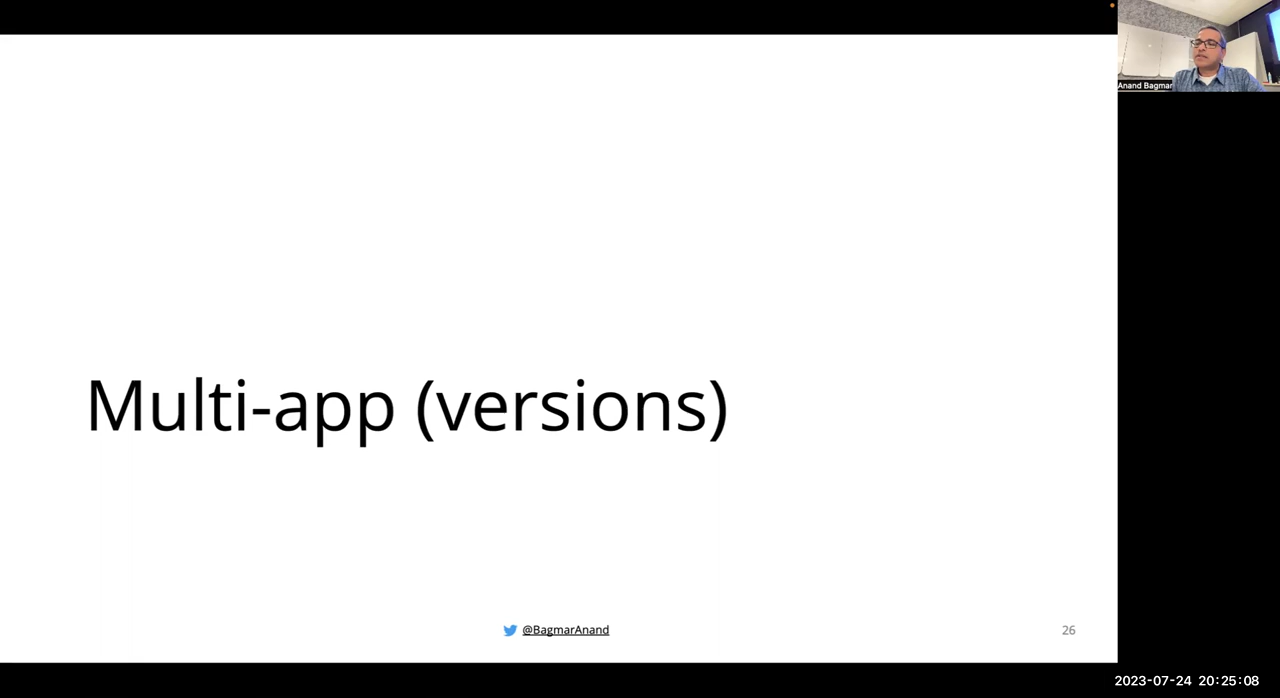 Anand Bagmar
Multi-app (versions)
@BagmarAnand
26
2023-07-24 20:25:08